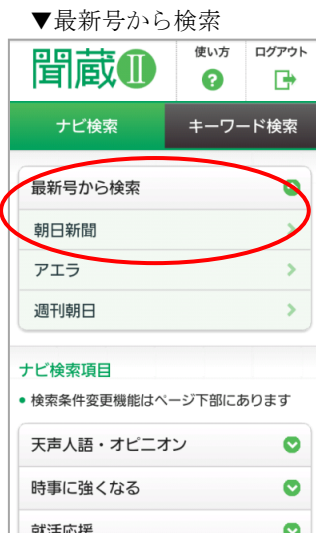 ▼最新号から検索
聞蔵Ⅱ
使い方
ログアウト
ナビ検索
キーワード検索
最新号から検索
朝日新聞
アエラ
週刊朝日
ナビ検索項目
• 検索条件変更機能はページ下部にあります
天声人語・オピニオン
時事に強くなる
就活応援